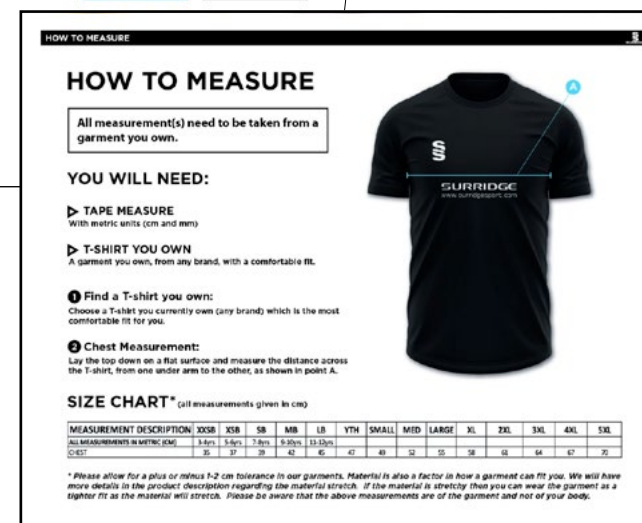 HOW TO MEASURE
HOW TO MEASURE
All measurement(s) need to be taken from a
garment you own.
YOU WILL NEED:
TAPE MEASURE
With metric units (cm and mm)
T-SHIRT YOU OWN
A garment you own, from any brand, with a comfortable fit.
1 Find a T-shirt you own:
Choose a T-shirt you currently own (any brand) which is the most
comfortable fit for you.
2 Chest Measurement:
Lay the top down on a flat surface and measure the distance across
the T-shirt, from one under arm to the other, as shown in point A.
A
SURRIDGE
www.surridgesport.com
SIZE CHART* (all measurements given in cm)
MEASUREMENT DESCRIPTION XXSB XSB SB MB LB YTH SMALL MED LARGE XL 2XL 3XL 4XL 5XL
ALL MEASUREMENTS IN METRIC (CM) 3-4yrs 5-6yrs 7-8yrs 9-10yrs 11-12yrs
CHEST 35 37 39 42 45 47 49 52 55 58 61 64 67 70
* Please allow for a plus or minus 1-2 cm tolerance in our garments. Material is also a factor in how a garment can fit you. We will have
more details in the product description regarding the material stretch. If the material is stretchy then you can wear the garment as a
tighter fit as the material will stretch. Please be aware that the above measurements are of the garment and not of your body.